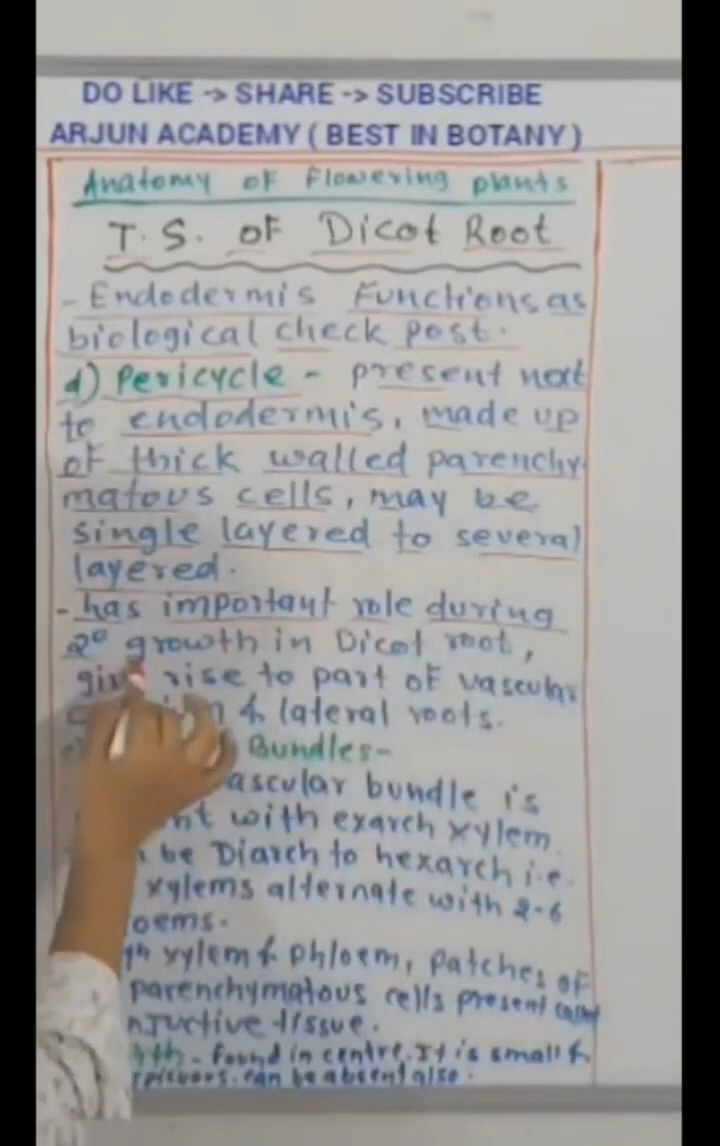 DO LIKE -> SHARE -> SUBSCRIBE
ARJUN ACADEMY ( BEST IN BOTANY )
Anatomy of Flowering plants
T. S. of Dicot Root
- Endodermis Functions as
biological check post.
d) Pericycle - present next
to endodermis, made up
of thick walled parenchy
matous cells, may be
single layered to several
layered.
- has important role during
2° growth in Dicot root,
rise to part of vascular
& lateral roots.
Bundles-
ascular bundle is
nt with exarch xylem.
be Diarch to hexarch i.e.
xylems alternate with 2-6
oems.
xylem & phloem, patches of
parenchymatous cells present
njuctive tissue.
- Found in centre. It is small &
can be absent also.